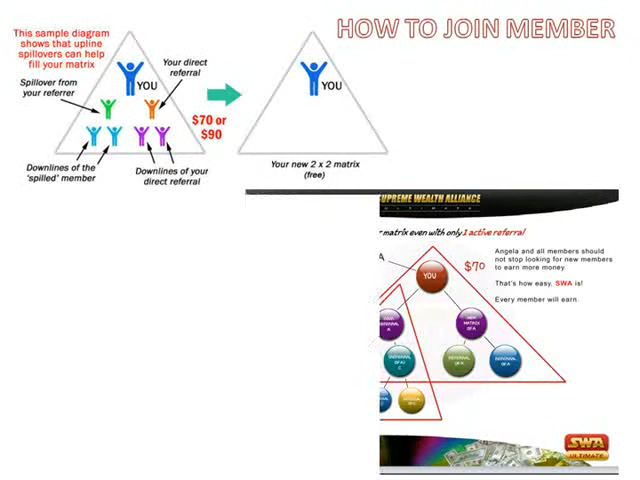 HOW TO JOIN MEMBER
This sample diagram
shows that upline
spillovers can help
fill your matrix
Your direct
referral
YOU
Spillover from
your referrer
$70 or
$90
Downlines of the
'spilled' member
Downlines of your
direct referral
YOU
Your new 2 x 2 matrix
(free)
SUPREME WEALTH ALLIANCE
ULTIMATE
matrix even with only 1 active referral
$70
YOU
Angela and all members should
not stop looking for new members
to earn more money.
That's how easy, SWA is!
Every member will earn.
SWA
ULTIMATE